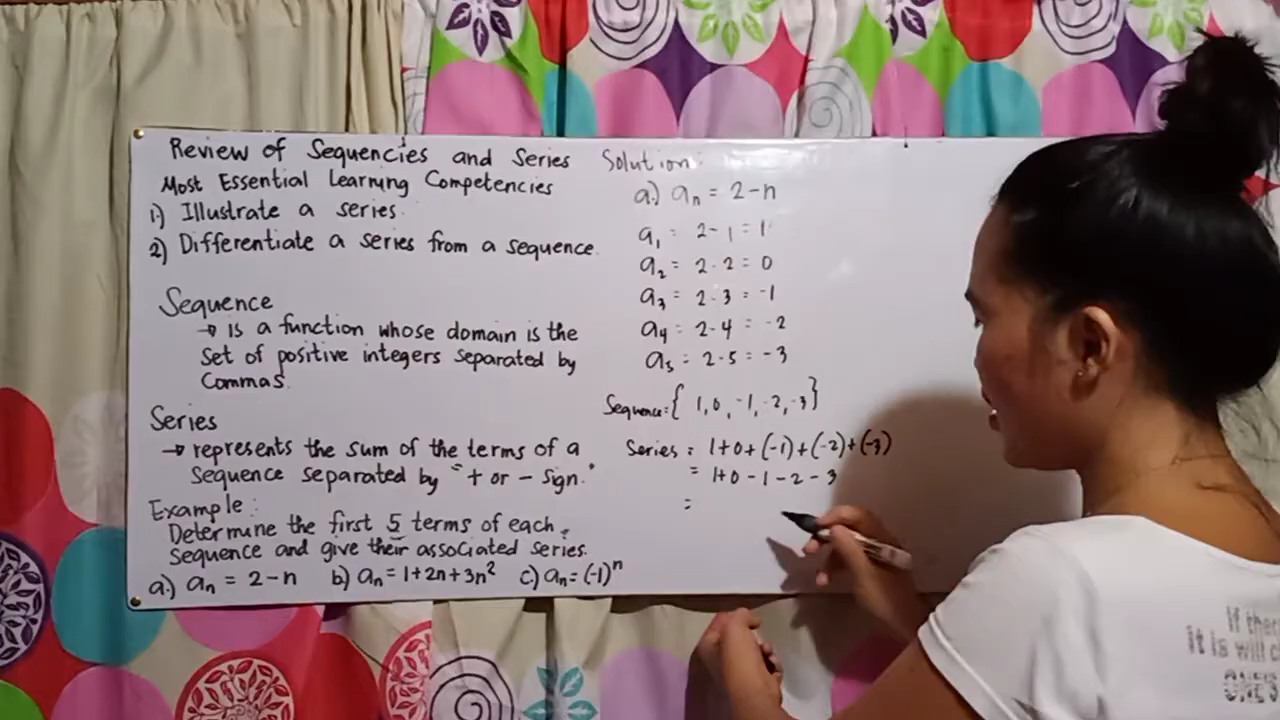 Review of Sequencies and Series
Most Essential Learning Competencies
1) Illustrate a series.
2) Differentiate a series from a sequence.
Sequence
→ is a function whose domain is the
set of positive integers separated by
commas.
Series
→ represents the sum of the terms of a
sequence separated by "+ or - sign."
Example:
Determine the first 5 terms of each
sequence and give their associated series.
a.) aₙ = 2-n b.) aₙ = 1+2n+3n² c.) aₙ = (-1)ⁿ
Solution:
a.) aₙ = 2-n
a₁ = 2-1 = 1
a₂ = 2-2 = 0
a₃ = 2-3 = -1
a₄ = 2-4 = -2
a₅ = 2-5 = -3
Sequence = { 1, 0, -1, -2, -3 }
Series = 1+0+(-1)+(-2)+(-3)
= 1+0-1-2-3
=
If
it is will
ONE'S